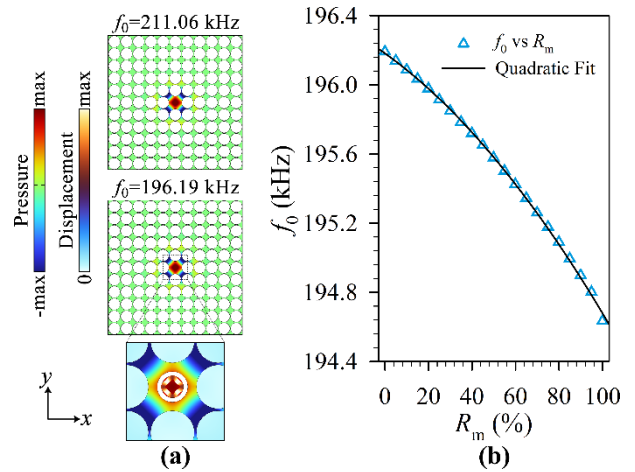 f₀=211.06 kHz
max
max
Pressure
Displacement
-max
0
f₀=196.19 kHz
y
x
(a)
(b)
196.4
196.0
195.6
195.2
194.8
194.4
f₀ (kHz)
f₀ vs Rₘ
Quadratic Fit
0 20 40 60 80 100
Rₘ (%)